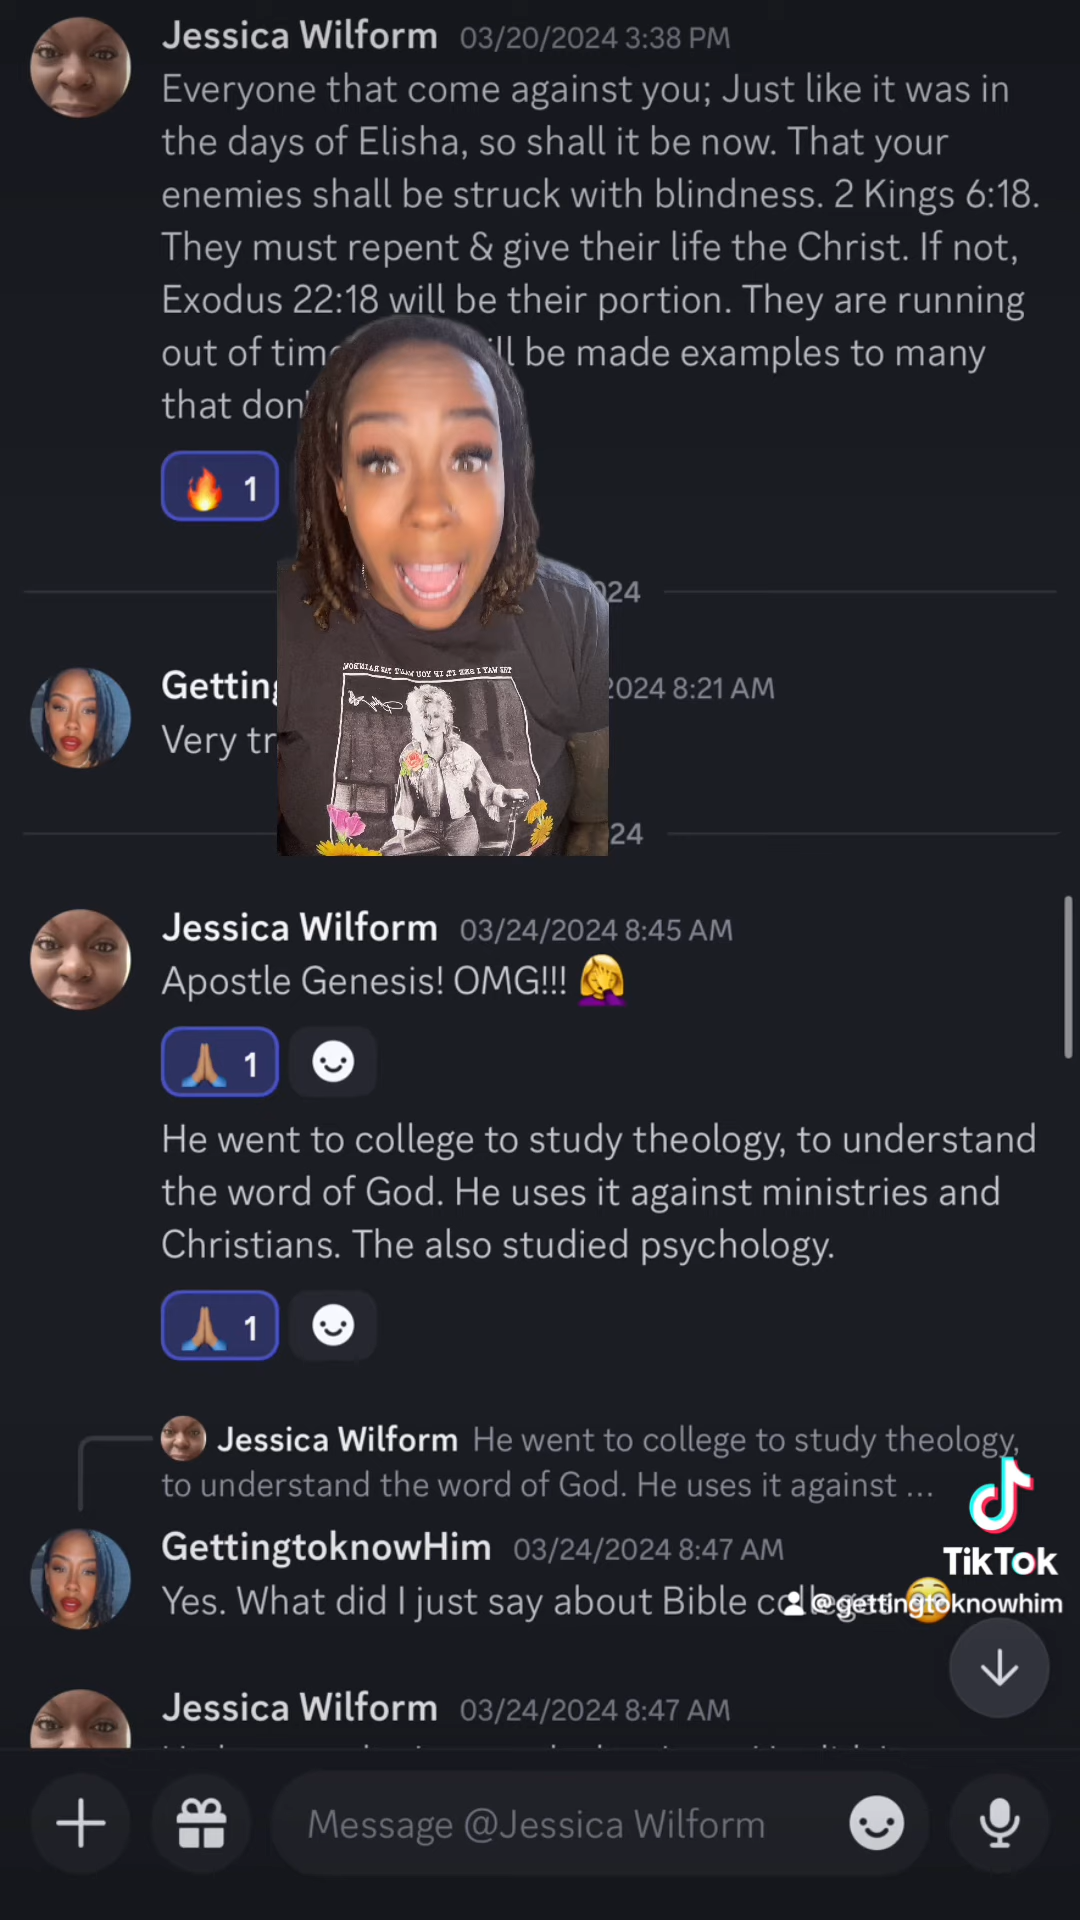 Jessica Wilform 03/20/2024 3:38 PM
Everyone that come against you; Just like it was in
the days of Elisha, so shall it be now. That your
enemies shall be struck with blindness. 2 Kings 6:18.
They must repent & give their life the Christ. If not,
Exodus 22:18 will be their portion. They are running
out of be made examples to many
that
1
24
2024 8:21 AM
Very
24
Jessica Wilform 03/24/2024 8:45 AM
Apostle Genesis! OMG!!! 🤦‍♀️
🙏🏽 1
He went to college to study theology, to understand
the word of God. He uses it against ministries and
Christians. The also studied psychology.
🙏🏽 1
Jessica Wilform He went to college to study theology,
to understand the word of God. He uses it against ...
GettingtoknowHim 03/24/2024 8:47 AM
Yes. What did I just say about Bible colleges 😳
TikTok
@gettingtoknowhim
Jessica Wilform 03/24/2024 8:47 AM
Message @Jessica Wilform